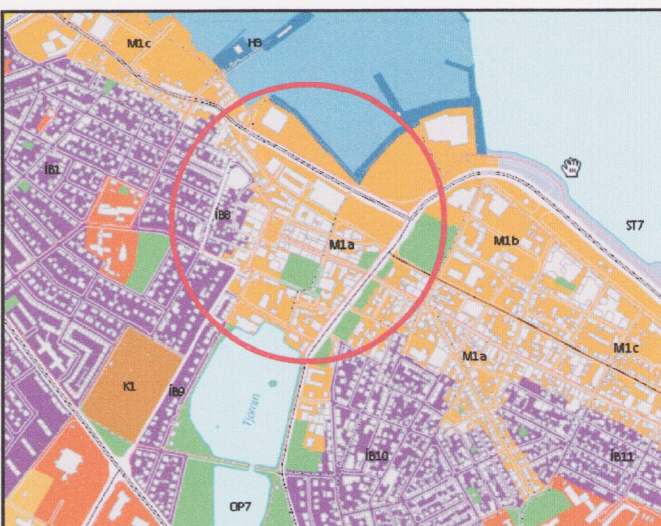 M1c
H3
ÍB1
ÍB8
M1a
M1b
ST7
M1a
M1c
K1
ÍB9
Tjörnin
ÍB10
ÍB11
OP7